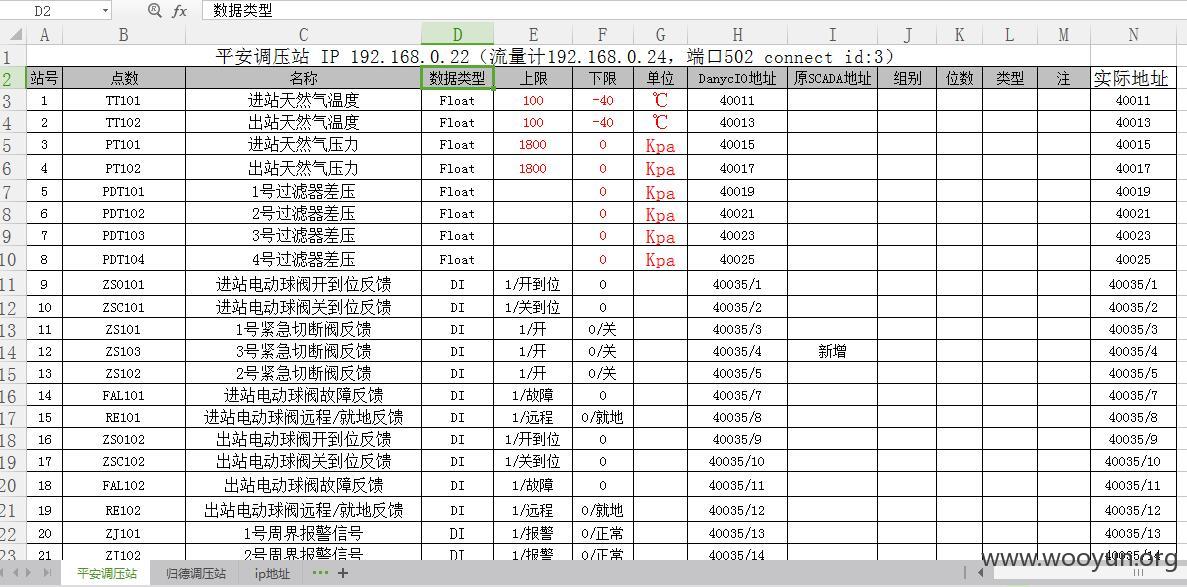 D2 fx 数据类型
A B C D E F G H I J K L M N
1 平安调压站 IP 192.168.0.22（流量计192.168.0.24，端口502 connect id:3）
2 站号 点数 名称 数据类型 上限 下限 单位 DanycIO地址 原SCADA地址 组别 位数 类型 注 实际地址
3 1 TT101 进站天然气温度 Float 100 -40 ℃ 40011 40011
4 2 TT102 出站天然气温度 Float 100 -40 ℃ 40013 40013
5 3 PT101 进站天然气压力 Float 1800 0 Kpa 40015 40015
6 4 PT102 出站天然气压力 Float 1800 0 Kpa 40017 40017
7 5 PDT101 1号过滤器差压 Float 0 Kpa 40019 40019
8 6 PDT102 2号过滤器差压 Float 0 Kpa 40021 40021
9 7 PDT103 3号过滤器差压 Float 0 Kpa 40023 40023
10 8 PDT104 4号过滤器差压 Float 0 Kpa 40025 40025
11 9 ZSO101 进站电动球阀开到位反馈 DI 1/开到位 0 40035/1 40035/1
12 10 ZSC101 进站电动球阀关到位反馈 DI 1/关到位 0 40035/2 40035/2
13 11 ZS101 1号紧急切断阀反馈 DI 1/开 0/关 40035/3 40035/3
14 12 ZS103 3号紧急切断阀反馈 DI 1/开 0/关 40035/4 新增 40035/4
15 13 ZS102 2号紧急切断阀反馈 DI 1/开 0/关 40035/5 40035/5
16 14 FAL101 进站电动球阀故障反馈 DI 1/故障 0 40035/7 40035/7
17 15 RE101 进站电动球阀远程/就地反馈 DI 1/远程 0/就地 40035/8 40035/8
18 16 ZSO102 出站电动球阀开到位反馈 DI 1/开到位 0 40035/9 40035/9
19 17 ZSC102 出站电动球阀关到位反馈 DI 1/关到位 0 40035/10 40035/10
20 18 FAL102 出站电动球阀故障反馈 DI 1/故障 0 40035/11 40035/11
21 19 RE102 出站电动球阀远程/就地反馈 DI 1/远程 0/就地 40035/12 40035/12
22 20 ZJ101 1号周界报警信号 DI 1/报警 0/正常 40035/13 40035/13
23 21 ZJ102 2号周界报警信号 DI 1/报警 0/正常 40035/14 40035/14
www.wooyun.org
平安调压站 归德调压站 ip地址 ··· +